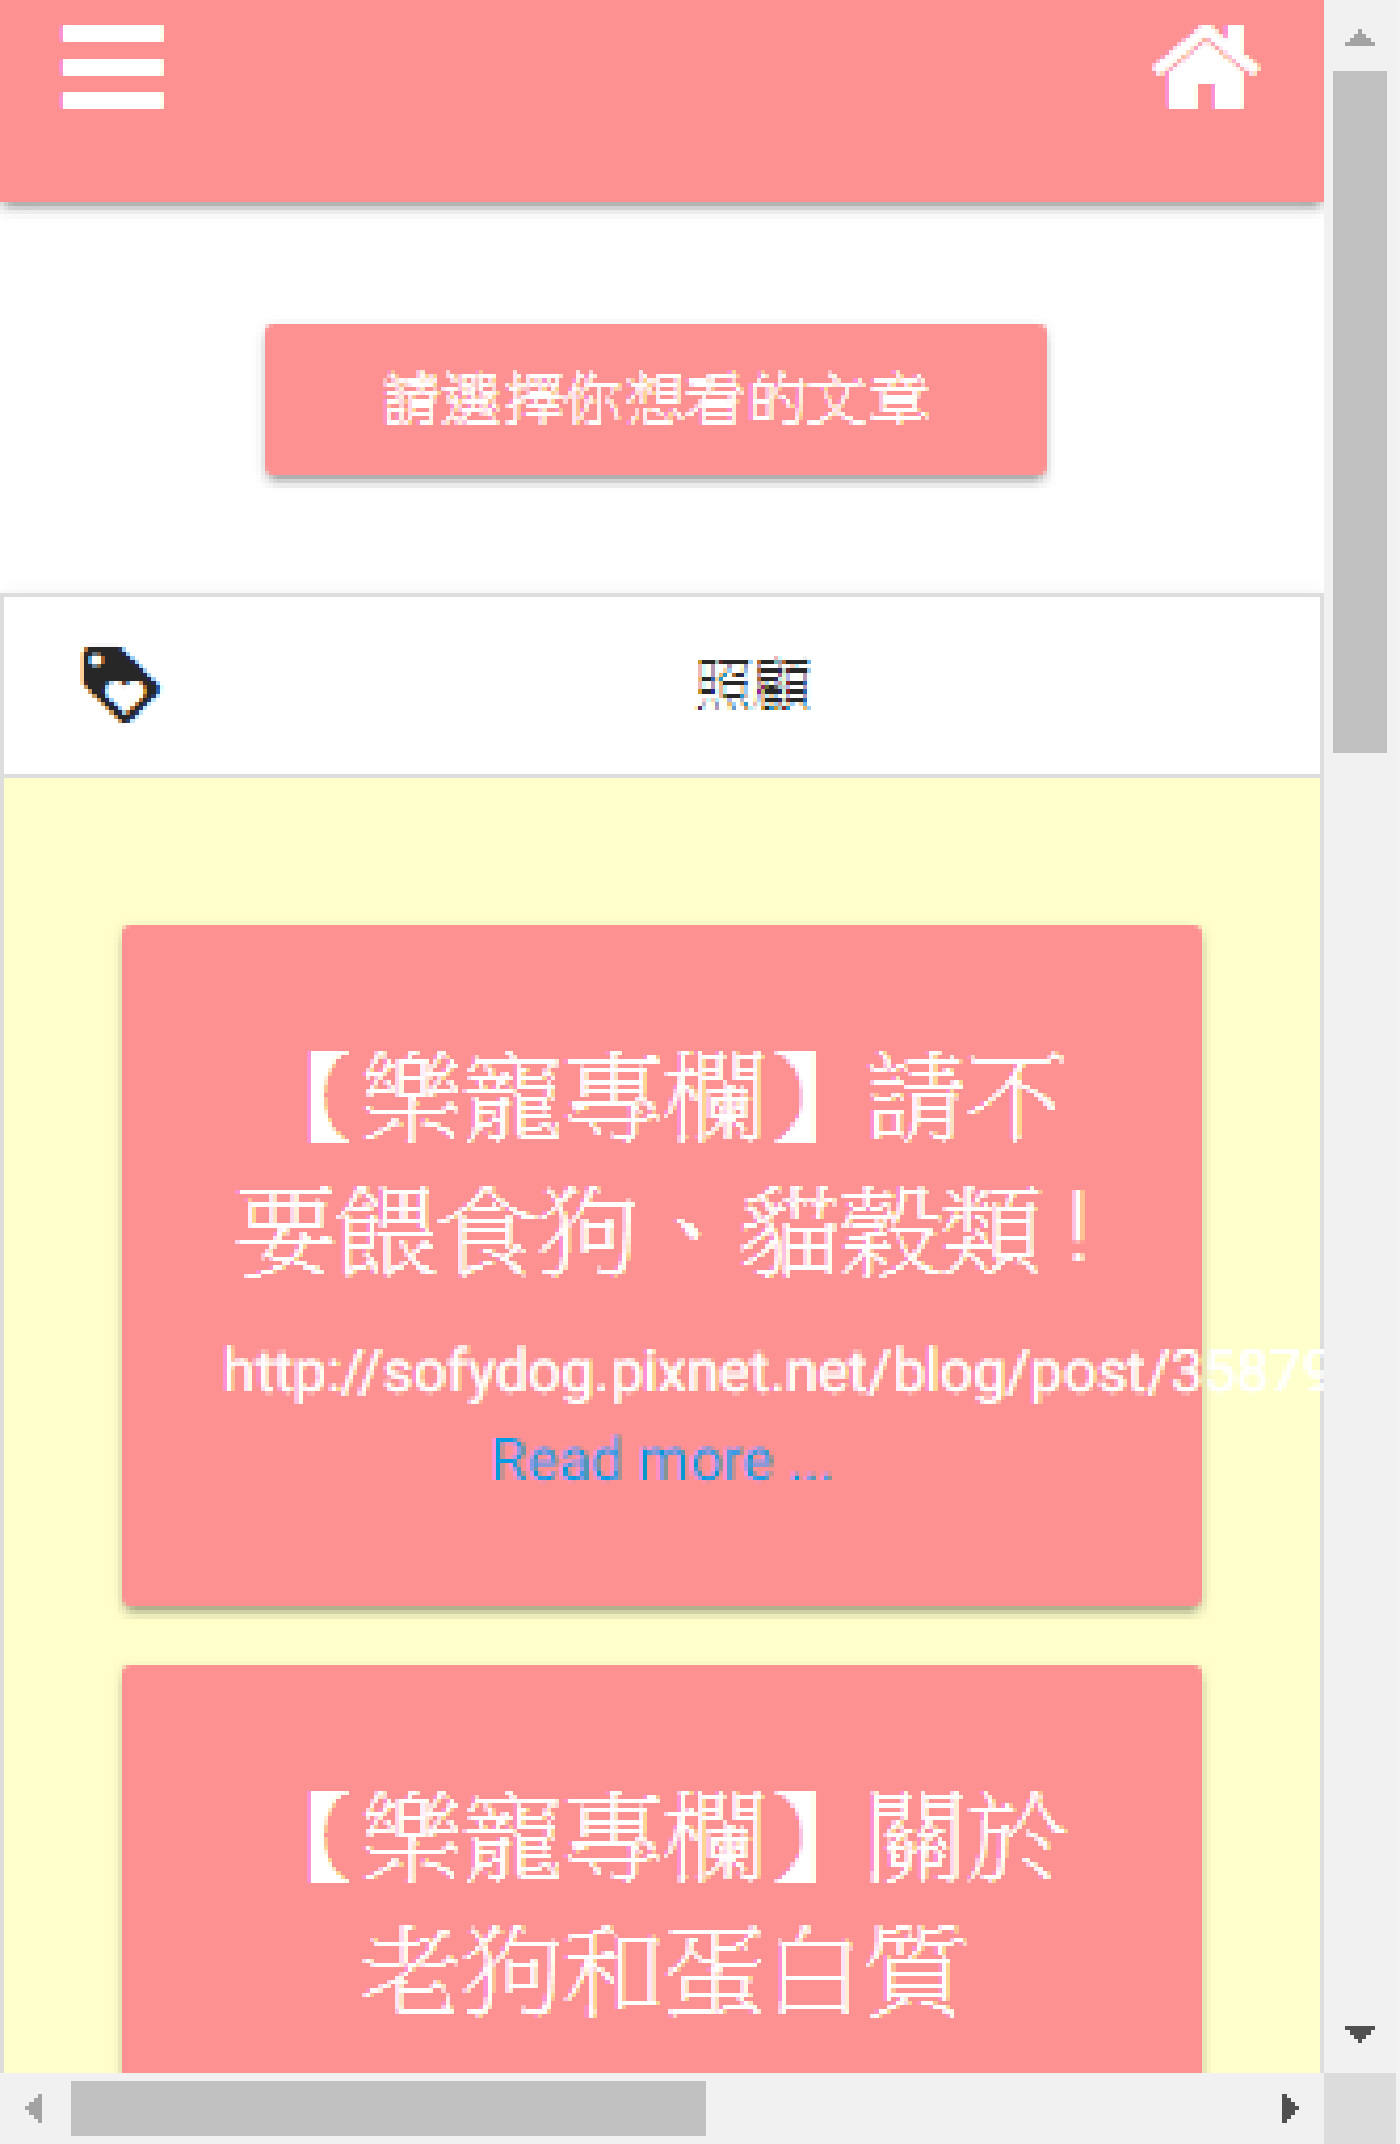 請選擇你想看的文章
照顧
【樂寵專欄】請不
要餵食狗、貓穀類！
http://sofydog.pixnet.net/blog/post/35879
Read more ...
【樂寵專欄】關於
老狗和蛋白質